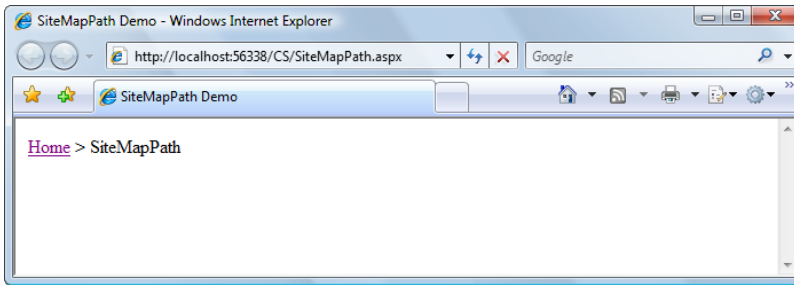 SiteMapPath Demo - Windows Internet Explorer
http://localhost:56338/CS/SiteMapPath.aspx Google
SiteMapPath Demo
Home > SiteMapPath